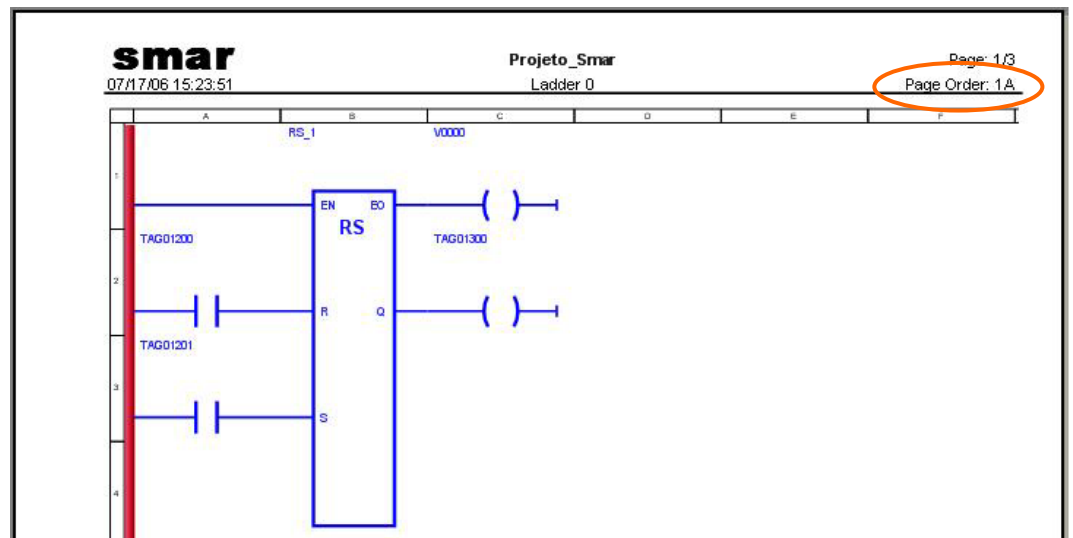 smar
Projeto_Smar
Page: 1/3
07/17/06 15:23:51
Ladder 0
Page Order: 1A
A B C D E F
RS_1 V0000
1
EN EO
RS
TAG01200 TAG01300
2
R Q
TAG01201
3
S
4